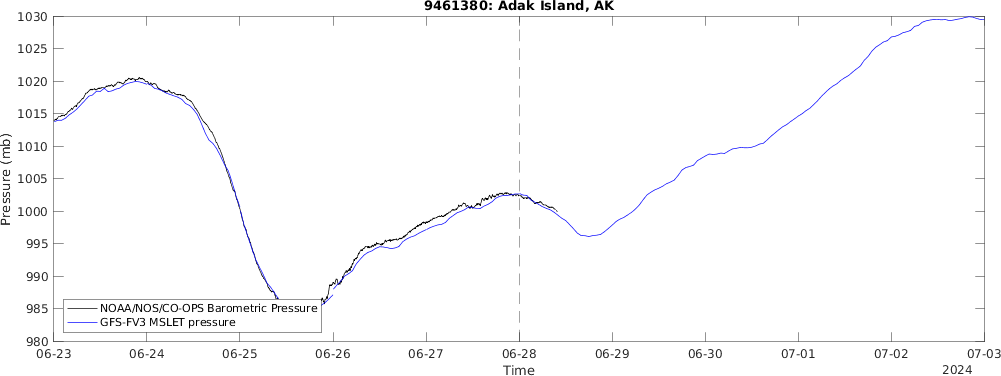 9461380: Adak Island, AK
1030
1025
1020
1015
1010
1005
1000
995
990
985
980
Pressure (mb)
NOAA/NOS/CO-OPS Barometric Pressure
GFS-FV3 MSLET pressure
06-23 06-24 06-25 06-26 06-27 06-28 06-29 06-30 07-01 07-02 07-03
Time
2024